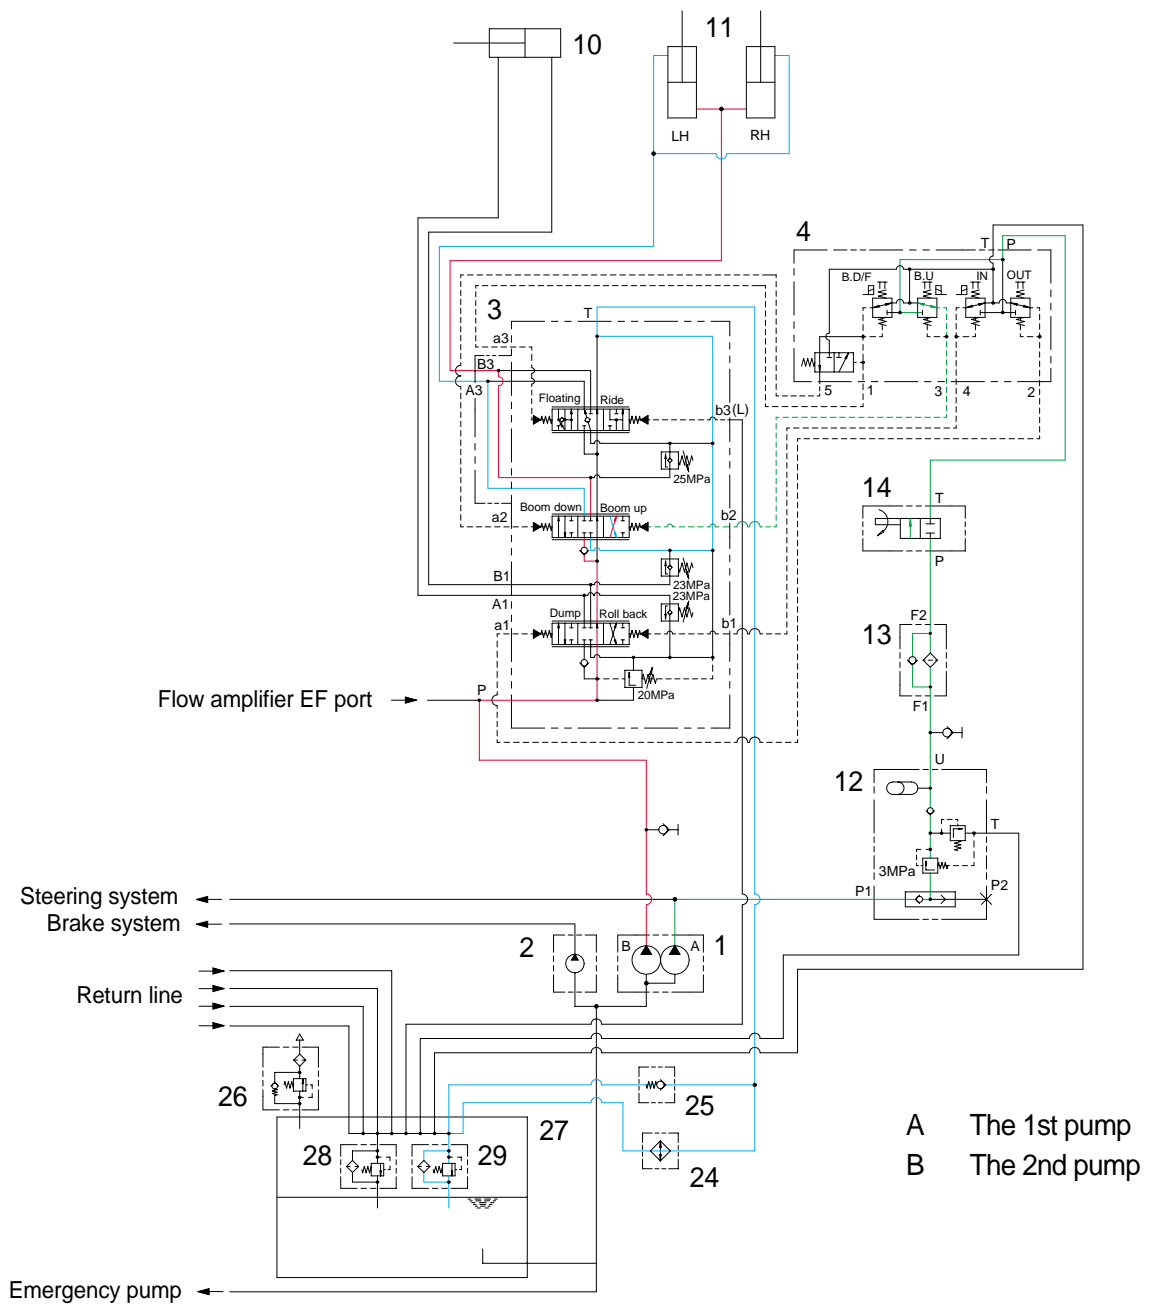 10
11
LH
RH
4
T P
B.D/F B.U IN OUT
3
T
a3
B3
A3
Floating Ride
b3(L)
5 1 3 4 2
25MPa
14
T
a2
Boom down Boom up
b2
P
B1
23MPa
23MPa
A1
Dump Roll back
a1
b1
F2
13
20MPa
Flow amplifier EF port
P
F1
U
12
T
3MPa
P1
P2
Steering system
Brake system
2
B A
1
Return line
26
25
27
28
29
24
A The 1st pump
B The 2nd pump
Emergency pump